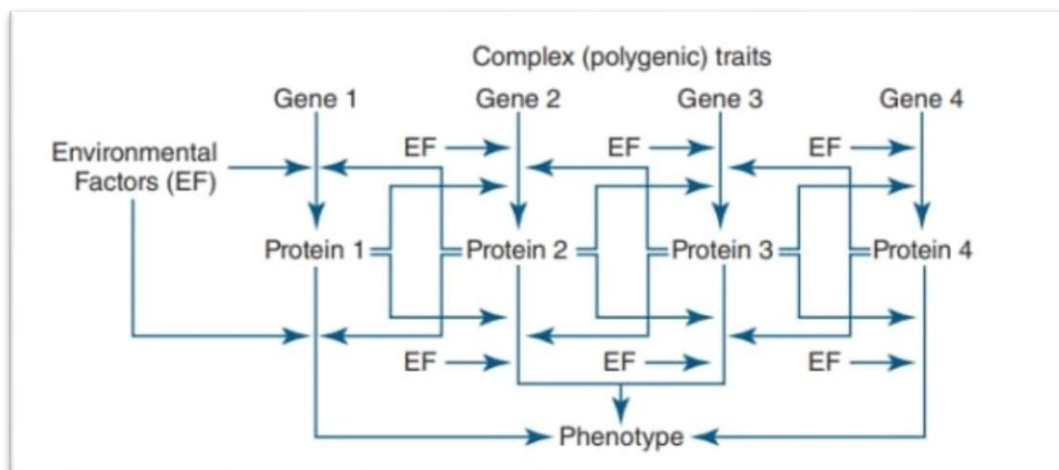 Complex (polygenic) traits
Gene 1 Gene 2 Gene 3 Gene 4
EF EF EF
Environmental
Factors (EF)
Protein 1 Protein 2 Protein 3 Protein 4
EF EF EF
Phenotype